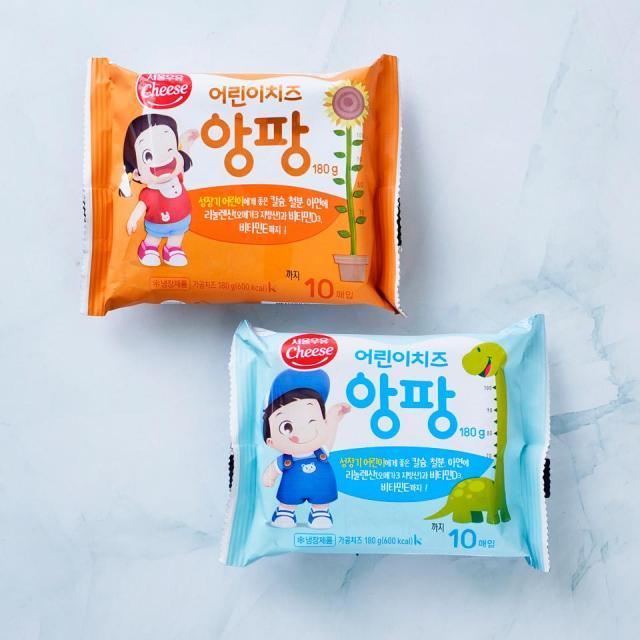 서울우유
Cheese
어린이치즈
앙팡
180 g
성장기 어린이에게 좋은 칼슘, 철분, 아연에
리놀렌산(오메가3 지방산)과 비타민D3,
비타민E까지!
냉장제품 가공치즈 180 g(600 kcal)
까지
10 매입
서울우유
Cheese
어린이치즈
앙팡
180 g
100
90
80
성장기 어린이에게 좋은 칼슘, 철분, 아연에
리놀렌산(오메가3 지방산)과 비타민D3,
비타민E까지!
냉장제품 가공치즈 180 g(600 kcal)
까지
10 매입